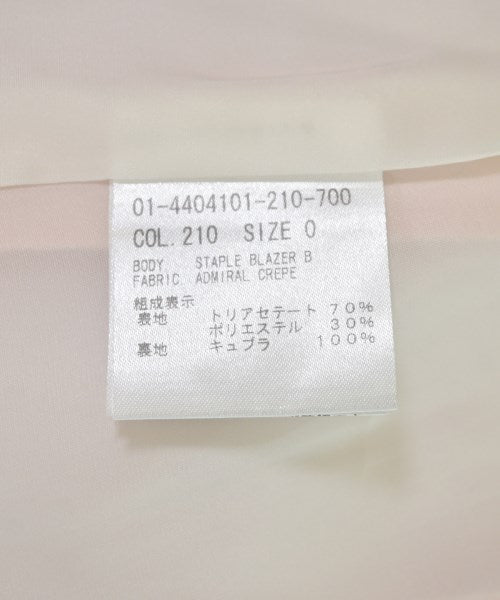 01-4404101-210-700
COL.210 SIZE 0
BODY. STAPLE BLAZER B
FABRIC. ADMIRAL CREPE
組成表示
表地 トリアセテート 70%
ポリエステル 30%
裏地 キュプラ 100%